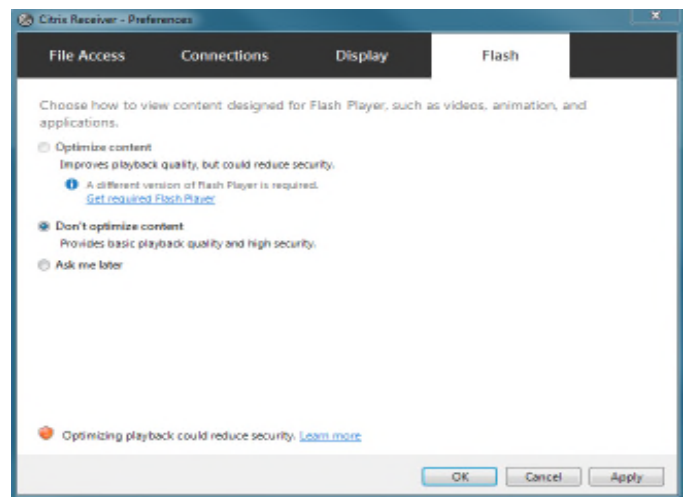 Citrix Receiver - Preferences
File Access Connections Display Flash
Choose how to view content designed for Flash Player, such as videos, animation, and
applications.
Optimize content
Improves playback quality, but could reduce security.
A different version of Flash Player is required.
Get required Flash Player
Don't optimize content
Provides basic playback quality and high security.
Ask me later
Optimizing playback could reduce security. Learn more
OK Cancel Apply